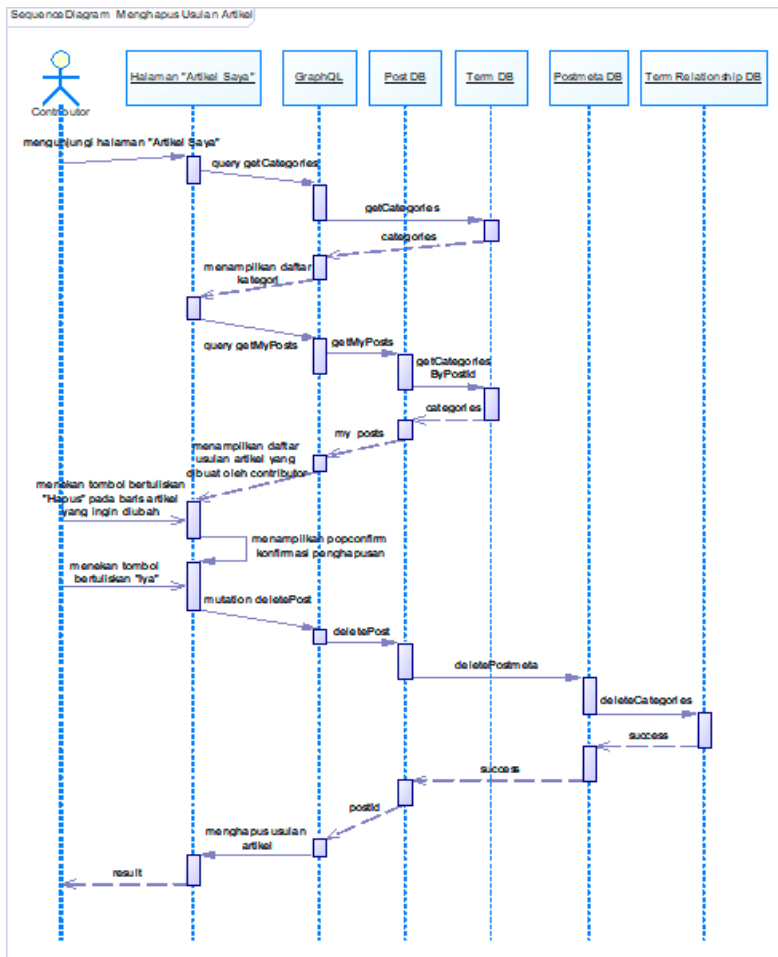 SequenceDiagram Menghapus Usulan Artikel
Contributor
Halaman "Artikel Saya"
GraphQL
Post DB
Term DB
Postmeta DB
Term Relationship DB
mengunjungi halaman "Artikel Saya"
query getCategories
getCategories
categories
menampilkan daftar
kategori
query getMyPosts
getMyPosts
getCategories
ByPostId
categories
my posts
menampilkan daftar
usulan artikel yang
dibuat oleh contributor
menekan tombol bertuliskan
"Hapus" pada baris artikel
yang ingin diubah
menampilkan popconfirm
konfirmasi penghapusan
menekan tombol
bertuliskan "Iya"
mutation deletePost
deletePost
deletePostmeta
deleteCategories
success
success
postId
menghapus usulan
artikel
result